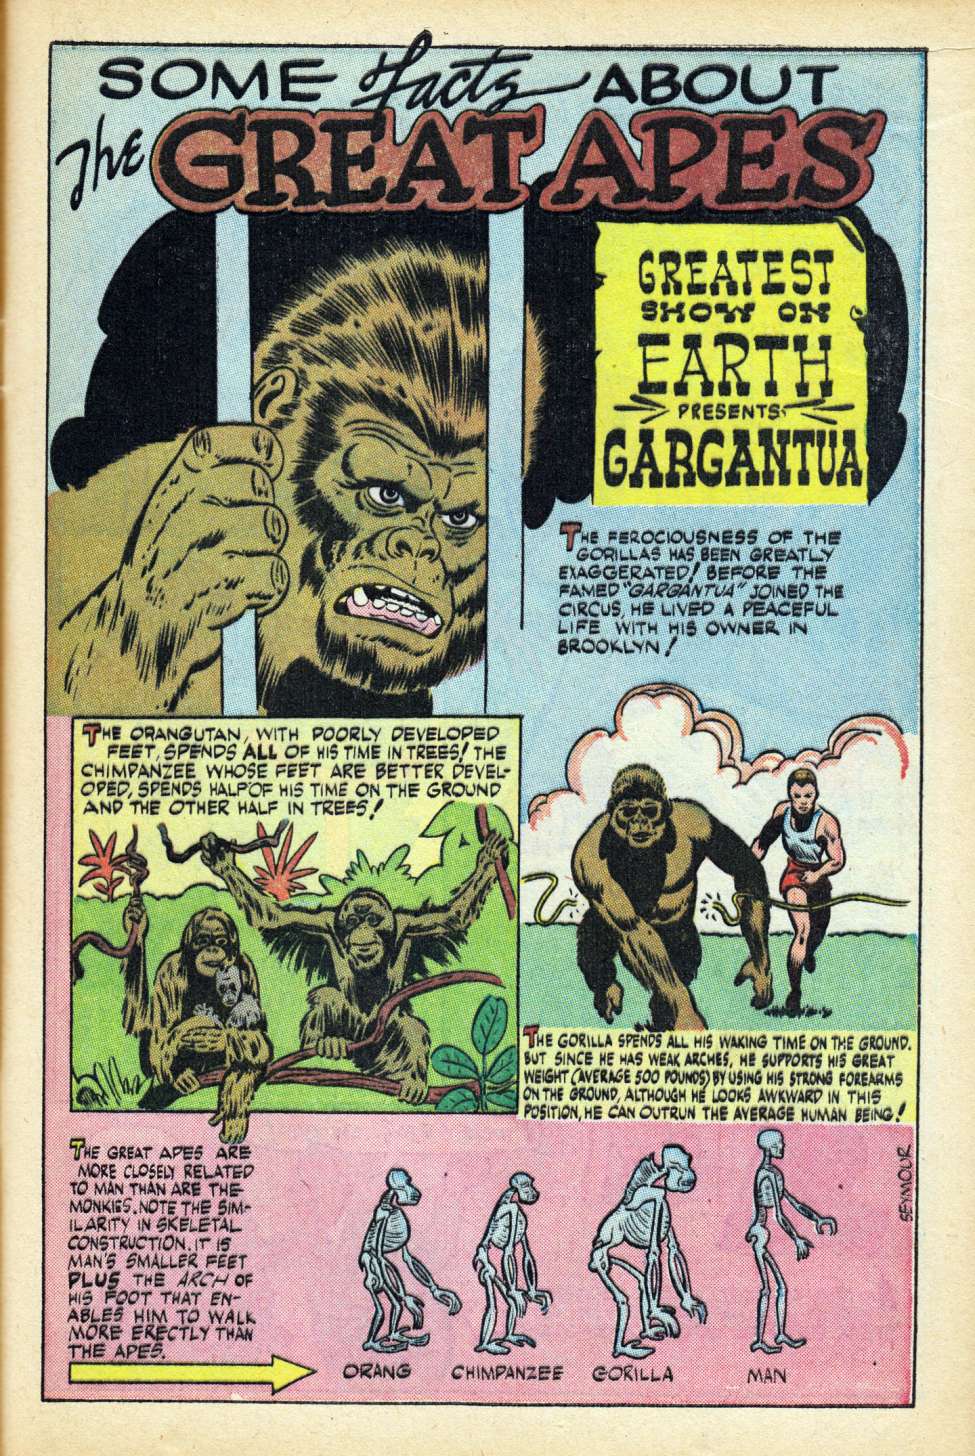 SOME facts ABOUT
The GREAT APES
GREATEST
SHOW ON
EARTH
PRESENTS
GARGANTUA
THE FEROCIOUSNESS OF THE
GORILLAS HAS BEEN GREATLY
EXAGGERATED! BEFORE THE
FAMED "GARGANTUA" JOINED THE
CIRCUS, HE LIVED A PEACEFUL
LIFE WITH HIS OWNER IN
BROOKLYN!
THE ORANGUTAN, WITH POORLY DEVELOPED
FEET, SPENDS ALL OF HIS TIME IN TREES! THE
CHIMPANZEE WHOSE FEET ARE BETTER DEVEL-
OPED, SPENDS HALF OF HIS TIME ON THE GROUND
AND THE OTHER HALF IN TREES!
THE GORILLA SPENDS ALL HIS WAKING TIME ON THE GROUND.
BUT SINCE HE HAS WEAK ARCHES, HE SUPPORTS HIS GREAT
WEIGHT (AVERAGE 500 POUNDS) BY USING HIS STRONG FOREARMS
ON THE GROUND, ALTHOUGH HE LOOKS AWKWARD IN THIS
POSITION, HE CAN OUTRUN THE AVERAGE HUMAN BEING!
THE GREAT APES ARE
MORE CLOSELY RELATED
TO MAN THAN ARE THE
MONKIES. NOTE THE SIM-
ILARITY IN SKELETAL
CONSTRUCTION. IT IS
MAN'S SMALLER FEET
PLUS THE ARCH OF
HIS FOOT THAT EN-
ABLES HIM TO WALK
MORE ERECTLY THAN
THE APES.
ORANG
CHIMPANZEE
GORILLA
MAN
SEYMOUR